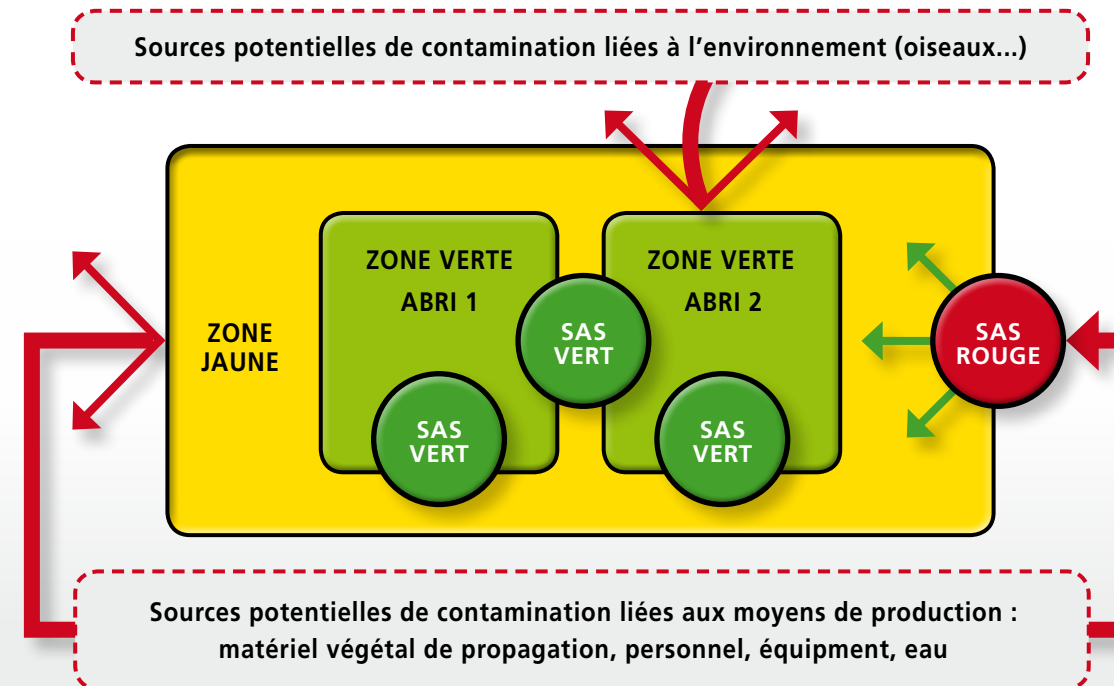 Sources potentielles de contamination liées à l’environnement (oiseaux...)
ZONE VERTE
ABRI 1
ZONE VERTE
ABRI 2
ZONE
JAUNE
SAS
VERT
SAS
ROUGE
SAS
VERT
SAS
VERT
Sources potentielles de contamination liées aux moyens de production :
matériel végétal de propagation, personnel, équipment, eau